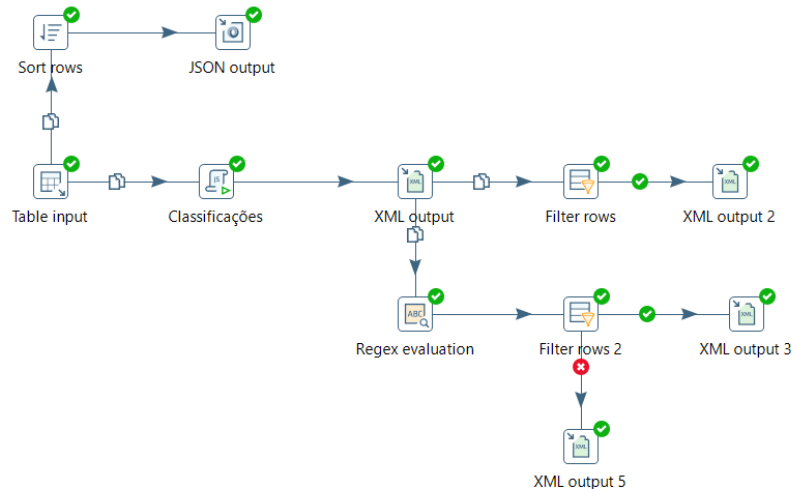 Sort rows
JSON output
Table input
Classificações
XML output
Filter rows
XML output 2
Regex evaluation
Filter rows 2
XML output 3
XML output 5